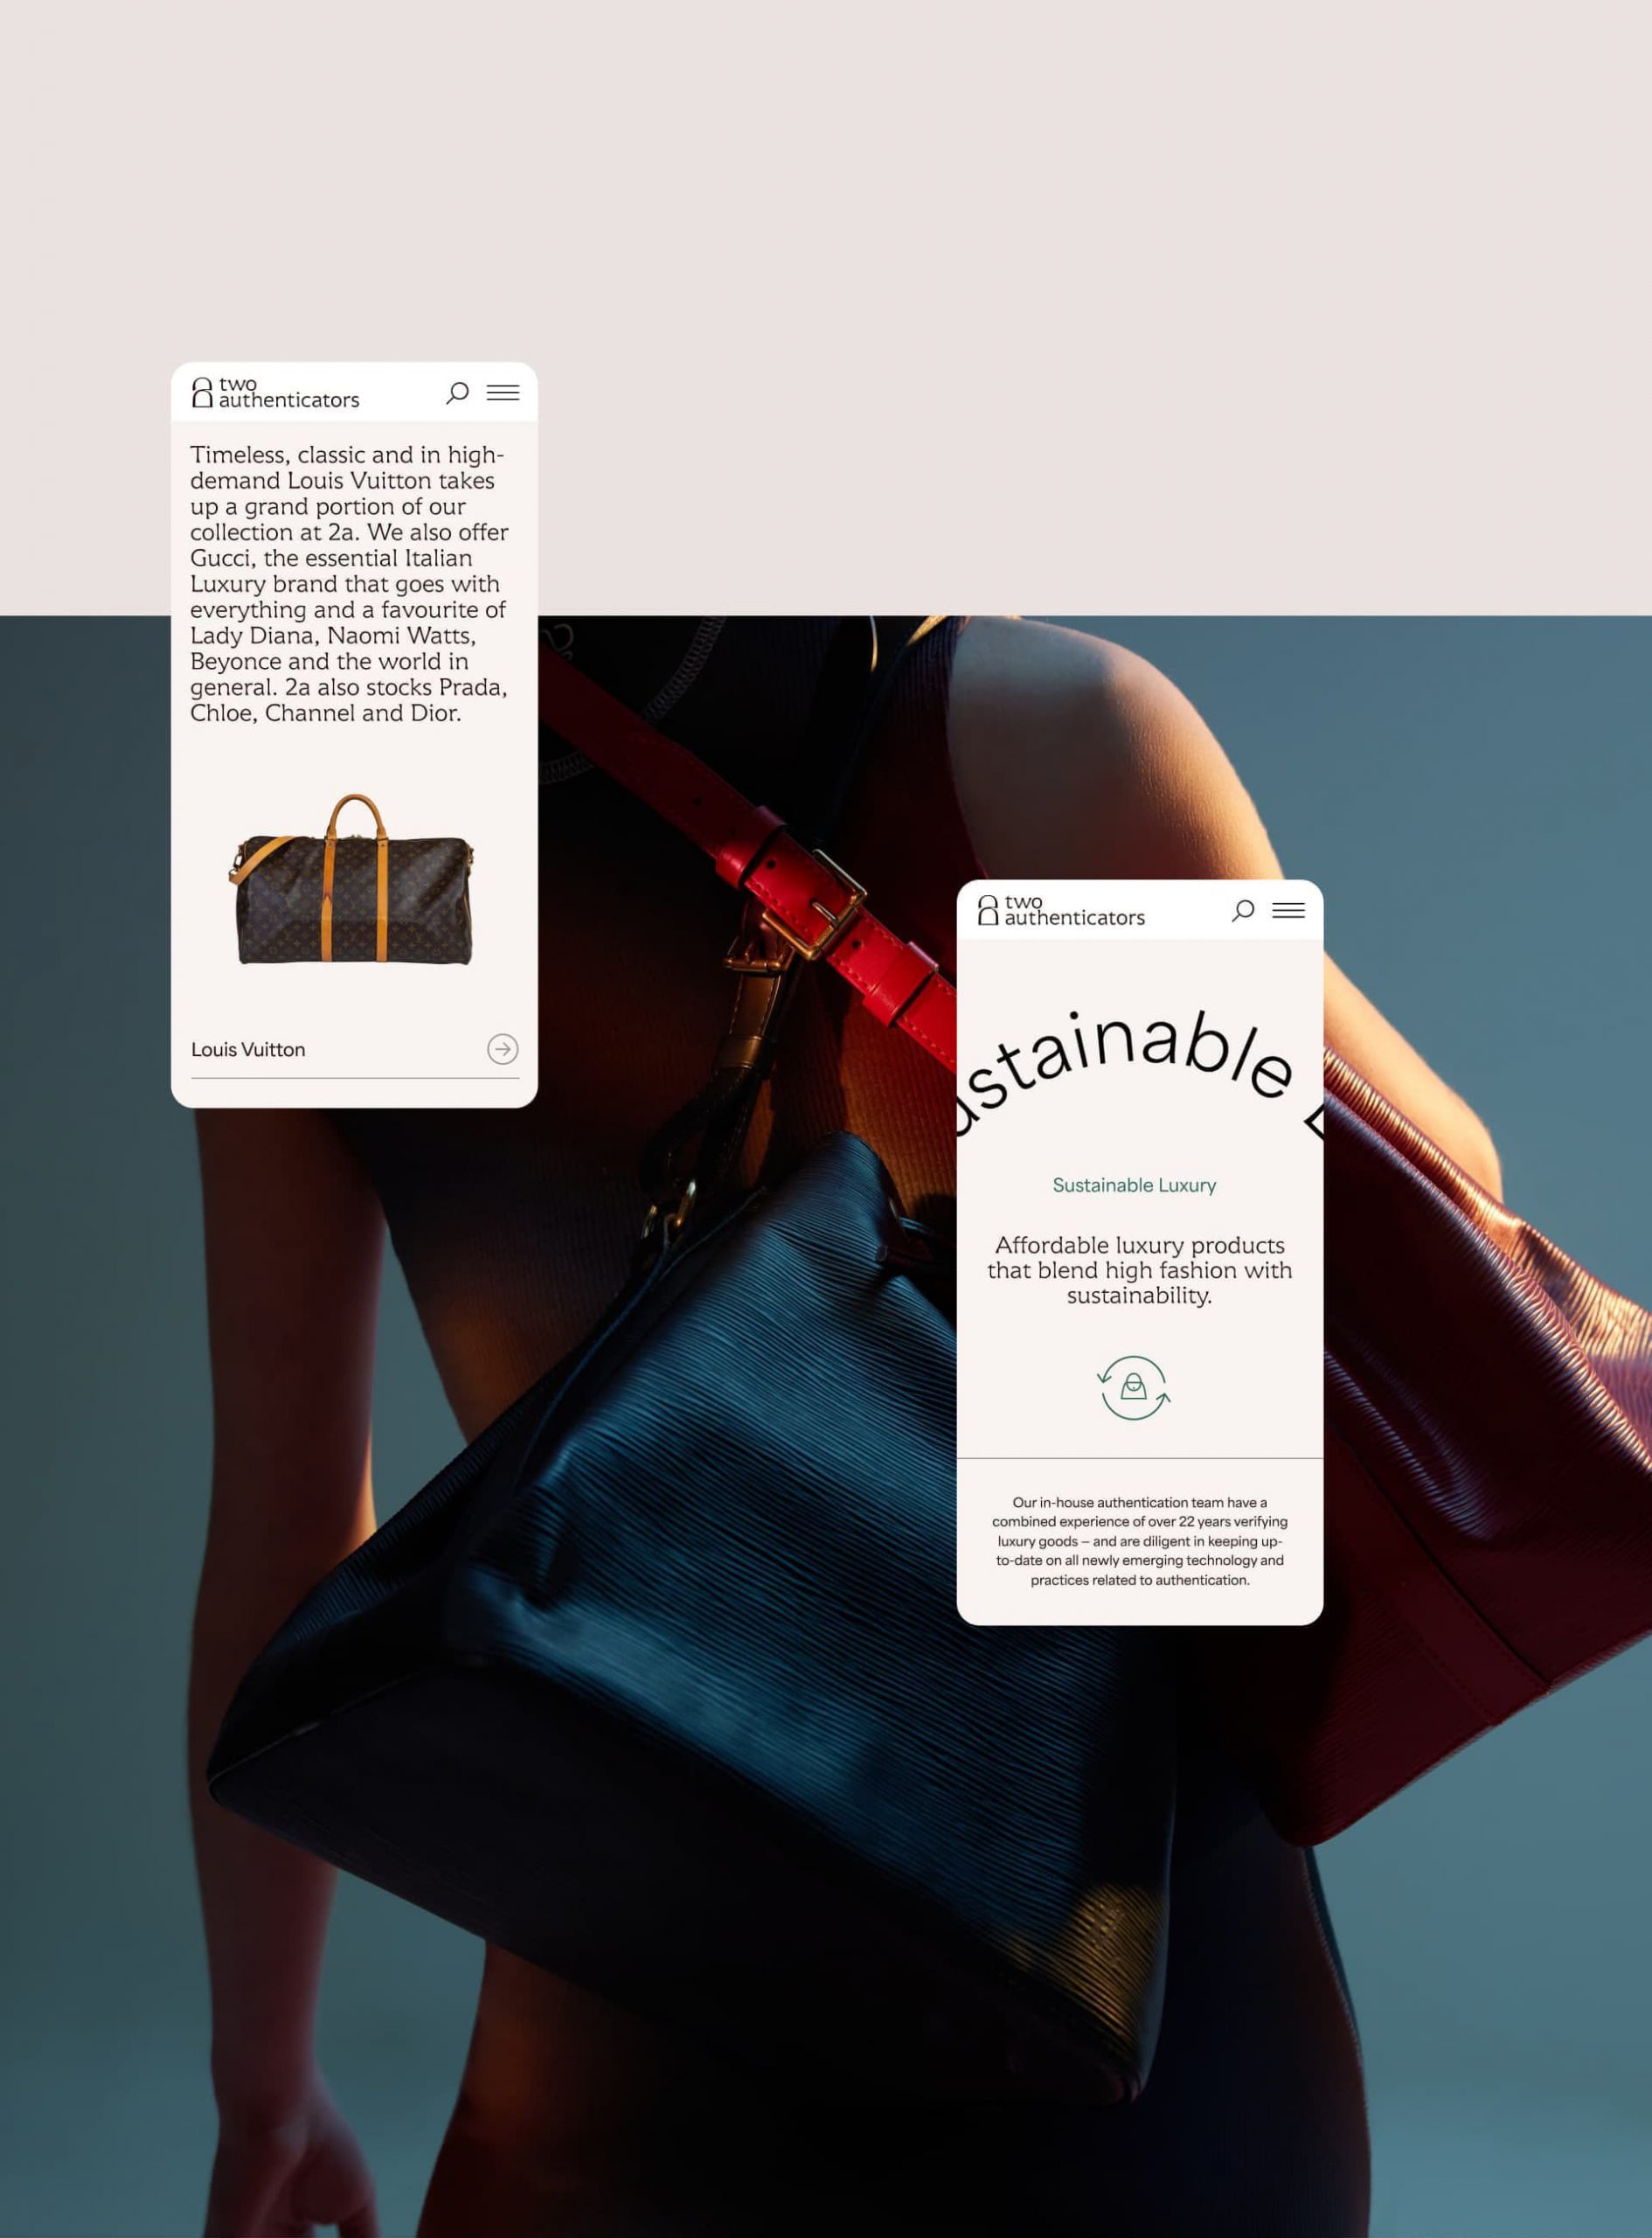 two
authenticators
Timeless, classic and in high-
demand Louis Vuitton takes
up a grand portion of our
collection at 2a. We also offer
Gucci, the essential Italian
Luxury brand that goes with
everything and a favourite of
Lady Diana, Naomi Watts,
Beyonce and the world in
general. 2a also stocks Prada,
Chloe, Channel and Dior.
Louis Vuitton
two
authenticators
ustainable
Sustainable Luxury
Affordable luxury products
that blend high fashion with
sustainability.
Our in-house authentication team have a
combined experience of over 22 years verifying
luxury goods – and are diligent in keeping up-
to-date on all newly emerging technology and
practices related to authentication.